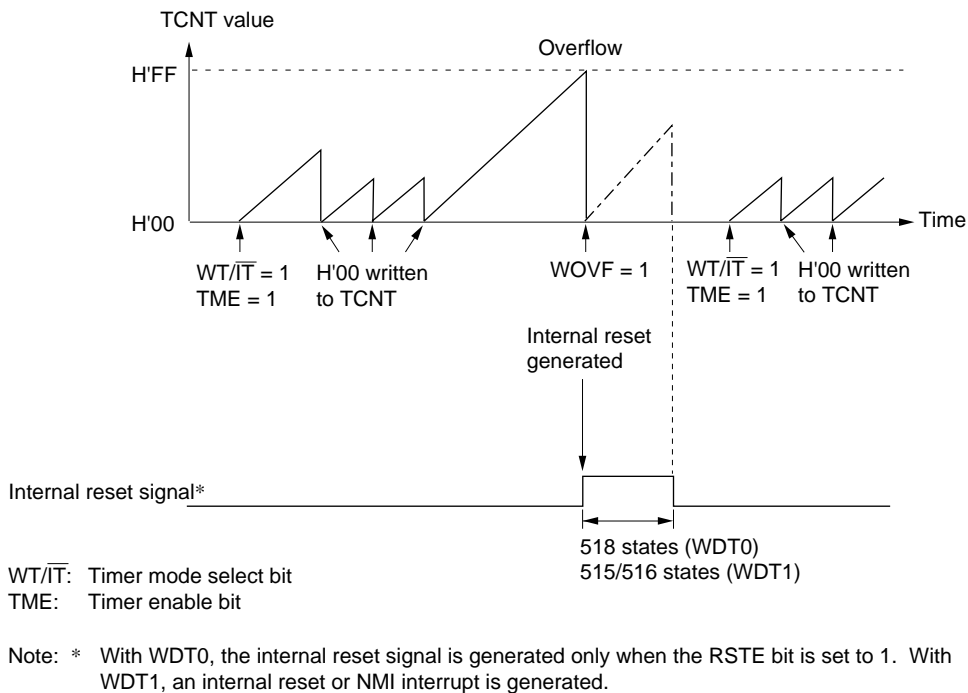 TCNT value
Overflow
H'FF
H'00
Time
WT/I̅T̅ = 1
TME = 1
H'00 written
to TCNT
WOVF = 1
WT/I̅T̅ = 1
TME = 1
H'00 written
to TCNT
Internal reset
generated
Internal reset signal*
518 states (WDT0)
515/516 states (WDT1)
WT/I̅T̅: Timer mode select bit
TME: Timer enable bit
Note: * With WDT0, the internal reset signal is generated only when the RSTE bit is set to 1. With
WDT1, an internal reset or NMI interrupt is generated.